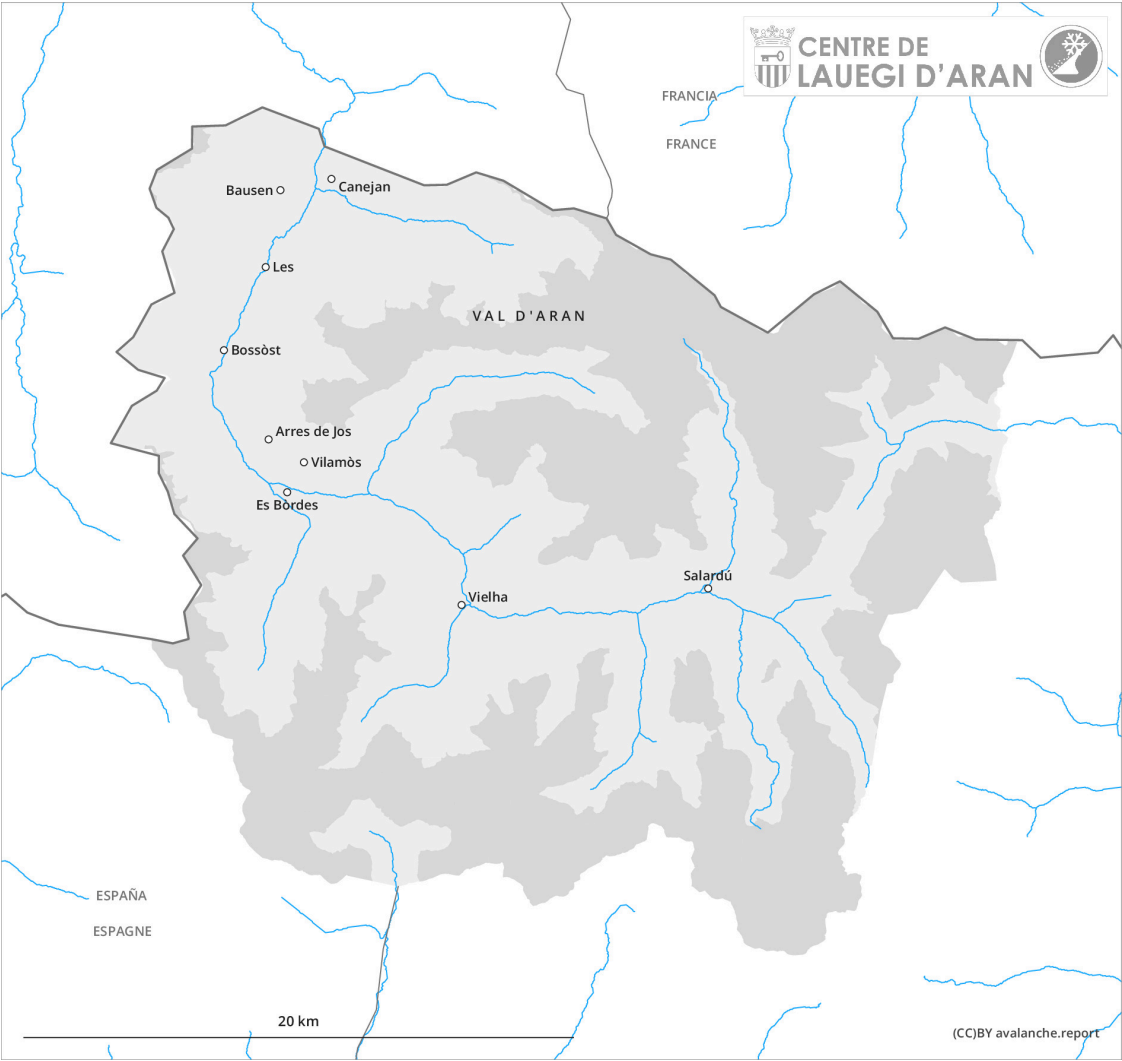 CENTRE DE
LAUEGI D'ARAN
FRANCIA
FRANCE
Bausen
Canejan
Les
VAL D'ARAN
Bossòst
Arres de Jos
Vilamòs
Es Bòrdes
Salardú
Vielha
ESPAÑA
ESPAGNE
20 km
(CC)BY avalanche.report